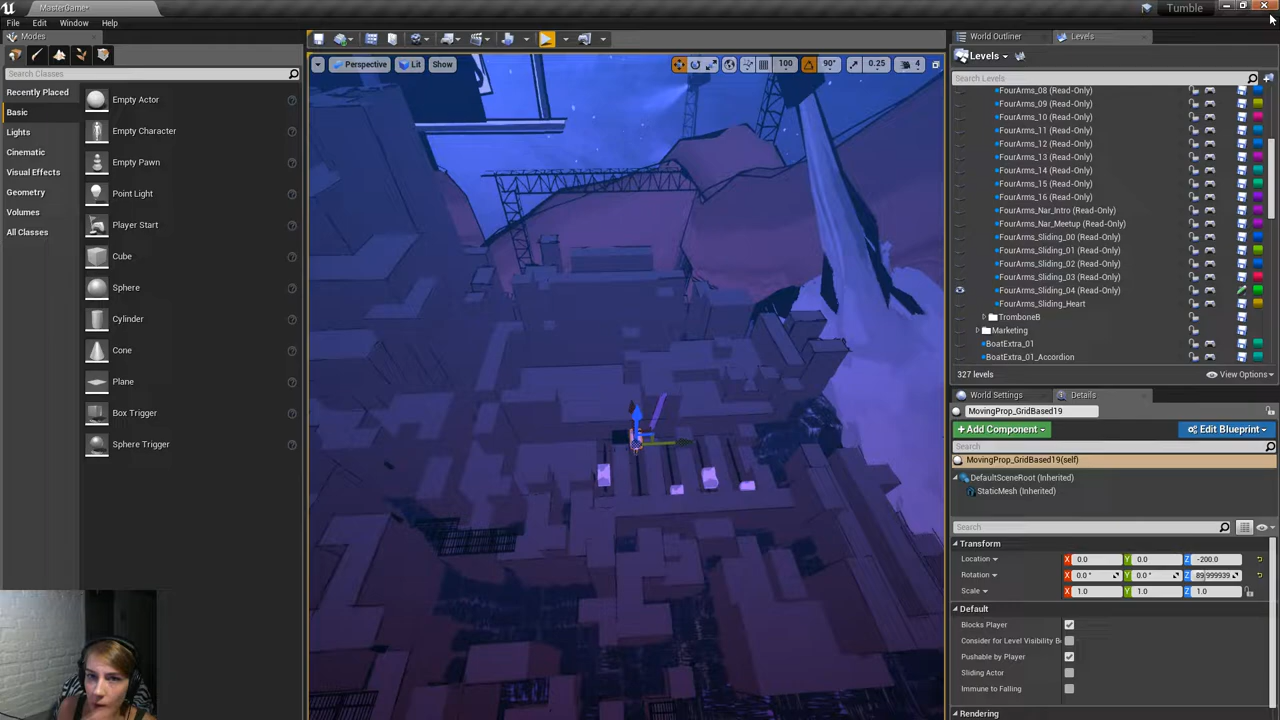 MasterGame*
Tumble
File
Edit
Window
Help
Modes
Search Classes
Recently Placed
Basic
Lights
Cinematic
Visual Effects
Geometry
Volumes
All Classes
Empty Actor
Empty Character
Empty Pawn
Point Light
Player Start
Cube
Sphere
Cylinder
Cone
Plane
Box Trigger
Sphere Trigger
Perspective
Lit
Show
100
90°
0.25
4
World Outliner
Levels
Levels
Search Levels
FourArms_08 (Read-Only)
FourArms_09 (Read-Only)
FourArms_10 (Read-Only)
FourArms_11 (Read-Only)
FourArms_12 (Read-Only)
FourArms_13 (Read-Only)
FourArms_14 (Read-Only)
FourArms_15 (Read-Only)
FourArms_16 (Read-Only)
FourArms_Nar_Intro (Read-Only)
FourArms_Nar_Meetup (Read-Only)
FourArms_Sliding_00 (Read-Only)
FourArms_Sliding_01 (Read-Only)
FourArms_Sliding_02 (Read-Only)
FourArms_Sliding_03 (Read-Only)
FourArms_Sliding_04 (Read-Only)
FourArms_Sliding_Heart
TromboneB
Marketing
BoatExtra_01
BoatExtra_01_Accordion
327 levels
View Options
World Settings
Details
MovingProp_GridBased19
Add Component
Edit Blueprint
Search
MovingProp_GridBased19(self)
DefaultSceneRoot (Inherited)
StaticMesh (Inherited)
Search
Transform
Location X 0.0 Y 0.0 Z -200.0
Rotation X 0.0 ° Y 0.0 ° Z 89.999939
Scale X 1.0 Y 1.0 Z 1.0
Default
Blocks Player
Consider for Level Visibility B
Pushable by Player
Sliding Actor
Immune to Falling
Rendering